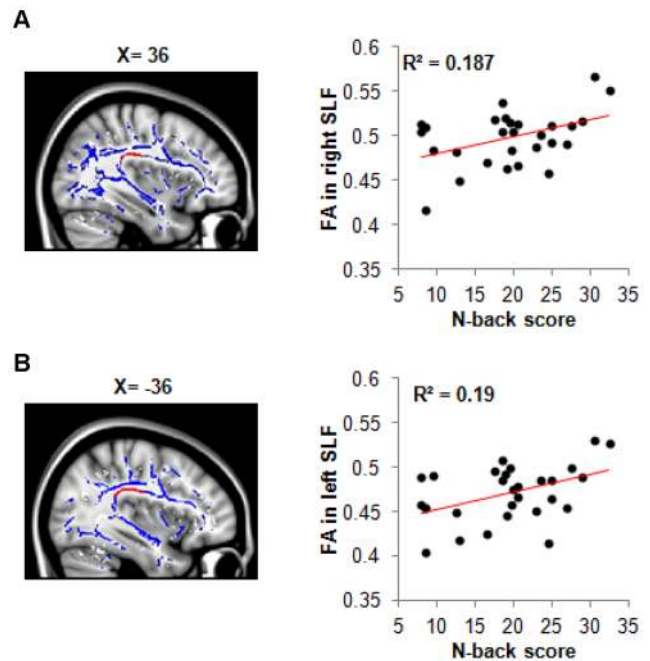 A
X= 36
R² = 0.187
0.6
0.55
0.5
0.45
0.4
0.35
5 10 15 20 25 30 35
FA in right SLF
N-back score
B
X= -36
R² = 0.19
0.6
0.55
0.5
0.45
0.4
0.35
5 10 15 20 25 30 35
FA in left SLF
N-back score